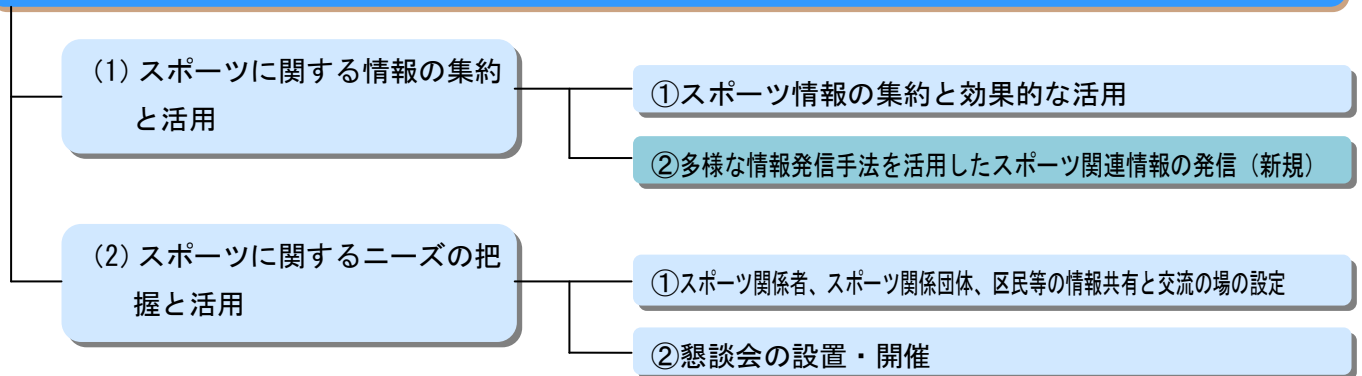 (1) スポーツに関する情報の集約
と活用
①スポーツ情報の集約と効果的な活用
②多様な情報発信手法を活用したスポーツ関連情報の発信（新規）
(2) スポーツに関するニーズの把
握と活用
①スポーツ関係者、スポーツ関係団体、区民等の情報共有と交流の場の設定
②懇談会の設置・開催